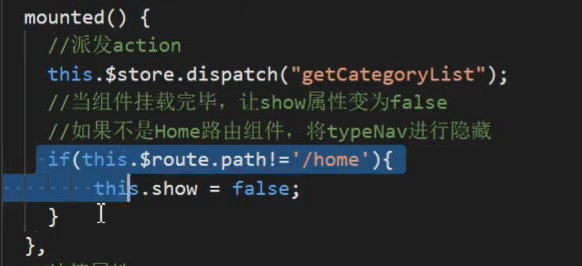 mounted() {
//派发action
this.$store.dispatch("getCategoryList");
//当组件挂载完毕，让show属性变为false
//如果不是Home路由组件，将typeNav进行隐藏
if(this.$route.path!='/home'){
this.show = false;
}
},